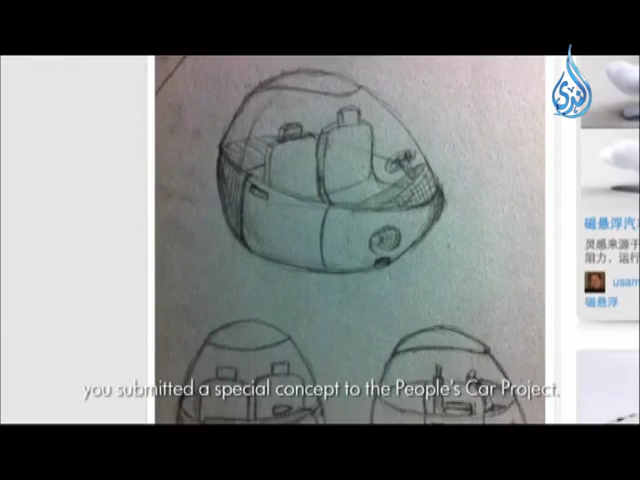 磁悬浮汽车
灵感来源于
阻力，运行
usam
磁悬浮
you submitted a special concept to the People's Car Project.